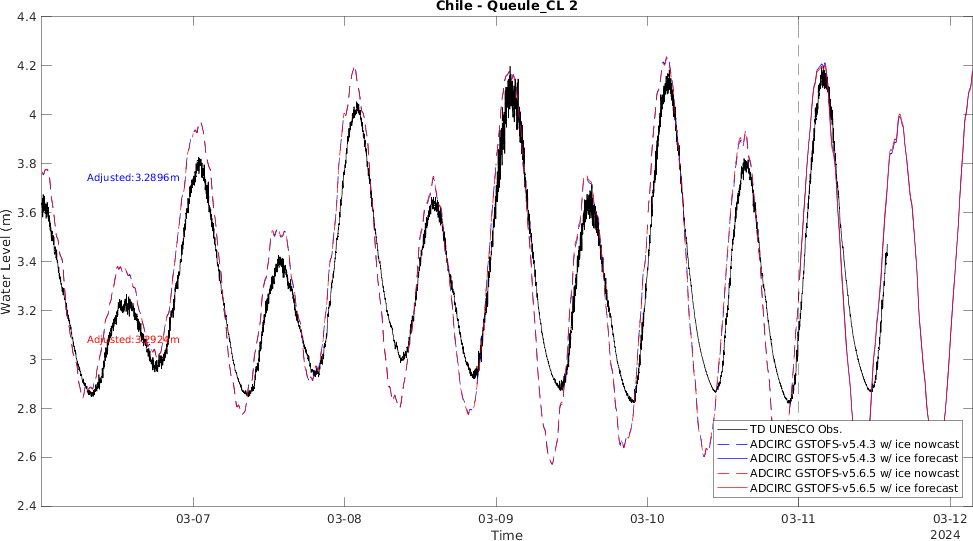 Chile - Queule_CL 2
4.4
4.2
4
3.8
3.6
3.4
3.2
3
2.8
2.6
2.4
Water Level (m)
Adjusted:3.2896m
Adjusted:3.2924m
TD UNESCO Obs.
ADCIRC GSTOFS-v5.4.3 w/ ice nowcast
ADCIRC GSTOFS-v5.4.3 w/ ice forecast
ADCIRC GSTOFS-v5.6.5 w/ ice nowcast
ADCIRC GSTOFS-v5.6.5 w/ ice forecast
03-07 03-08 03-09 03-10 03-11 03-12
Time
2024